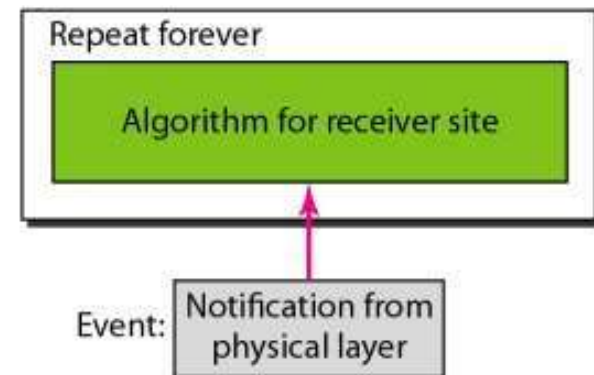 Repeat forever
Algorithm for receiver site
Event:
Notification from
physical layer